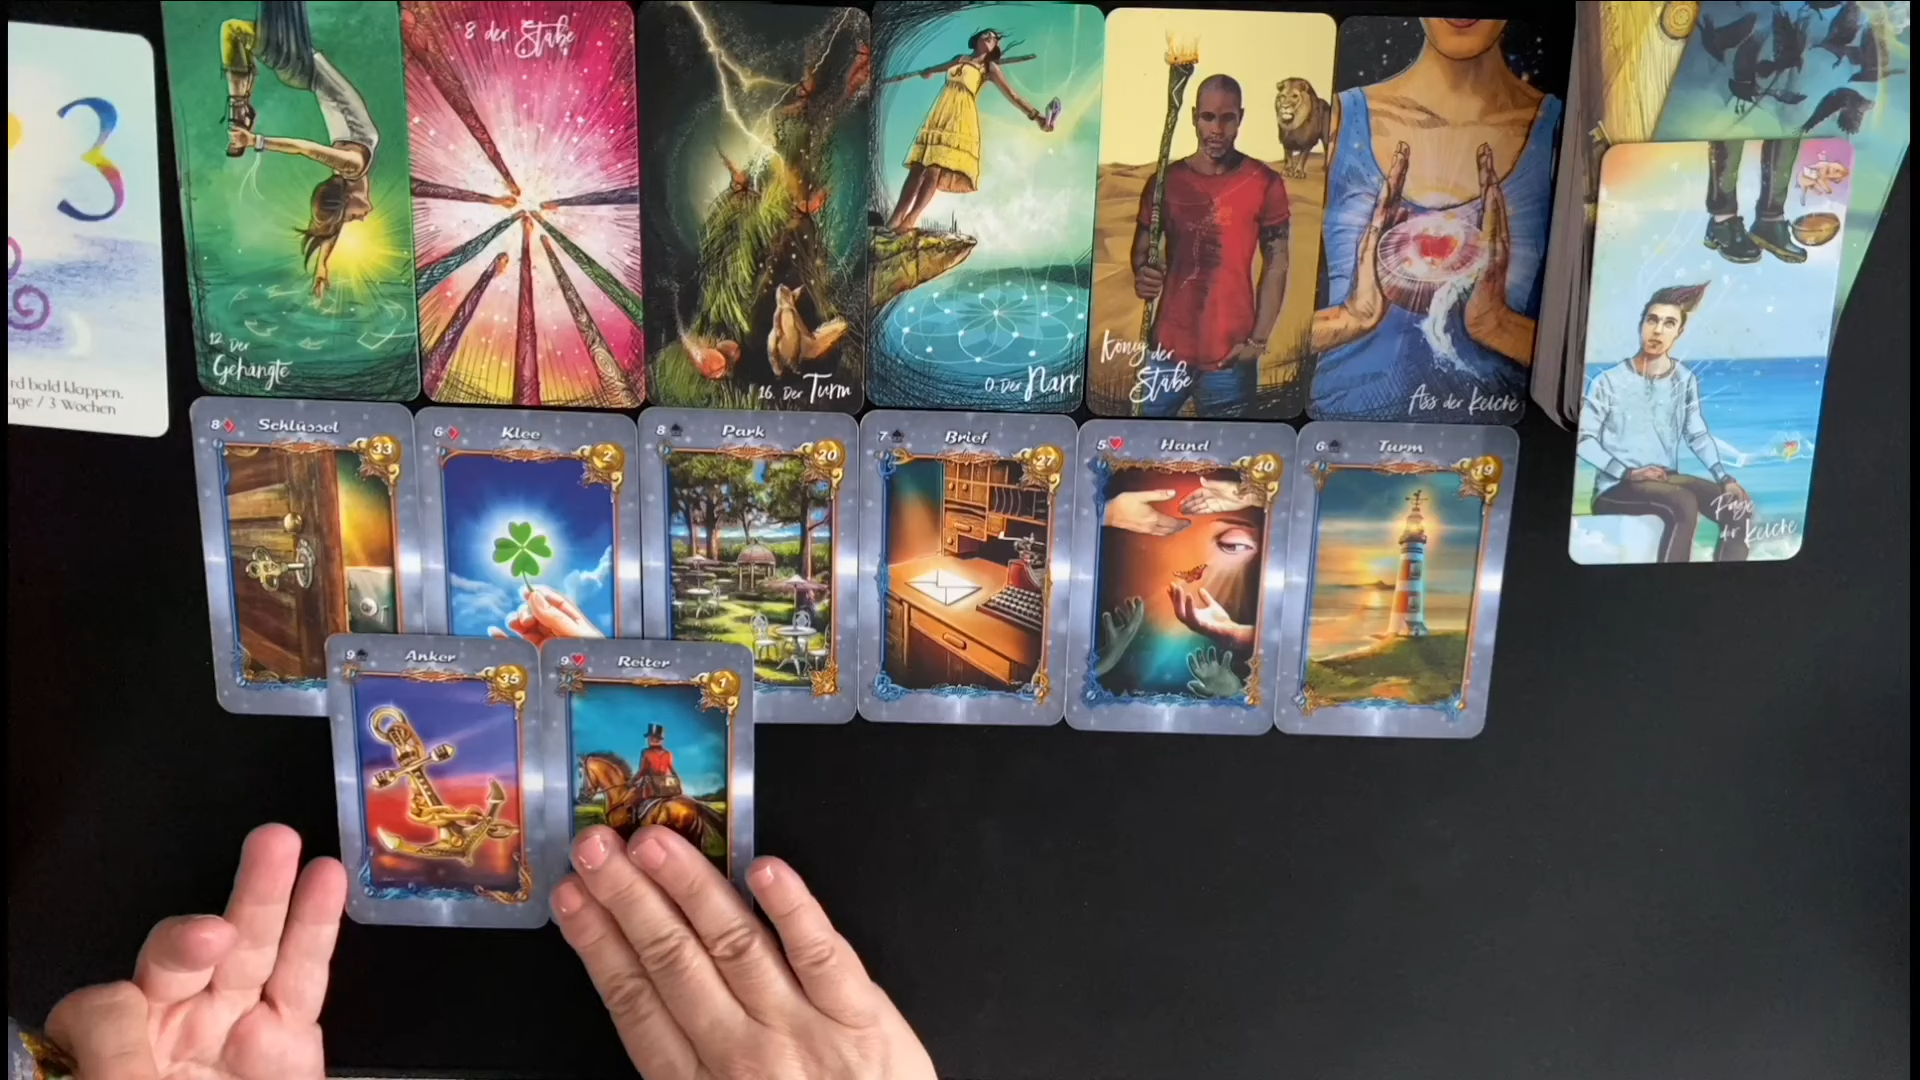 3
rd bald klappen.
age / 3 Wochen
12. Der
Gehängte
8 der Stäbe
16. Der Turm
0. Der Narr
König der
Stäbe
Ass der Kelche
Page
der Kelche
8♦ Schlüssel 33
6♦ Klee 2
8♠ Park 20
7♠ Brief 27
5♥ Hand 40
6♠ Turm 19
9♠ Anker 35
9♥ Reiter 1